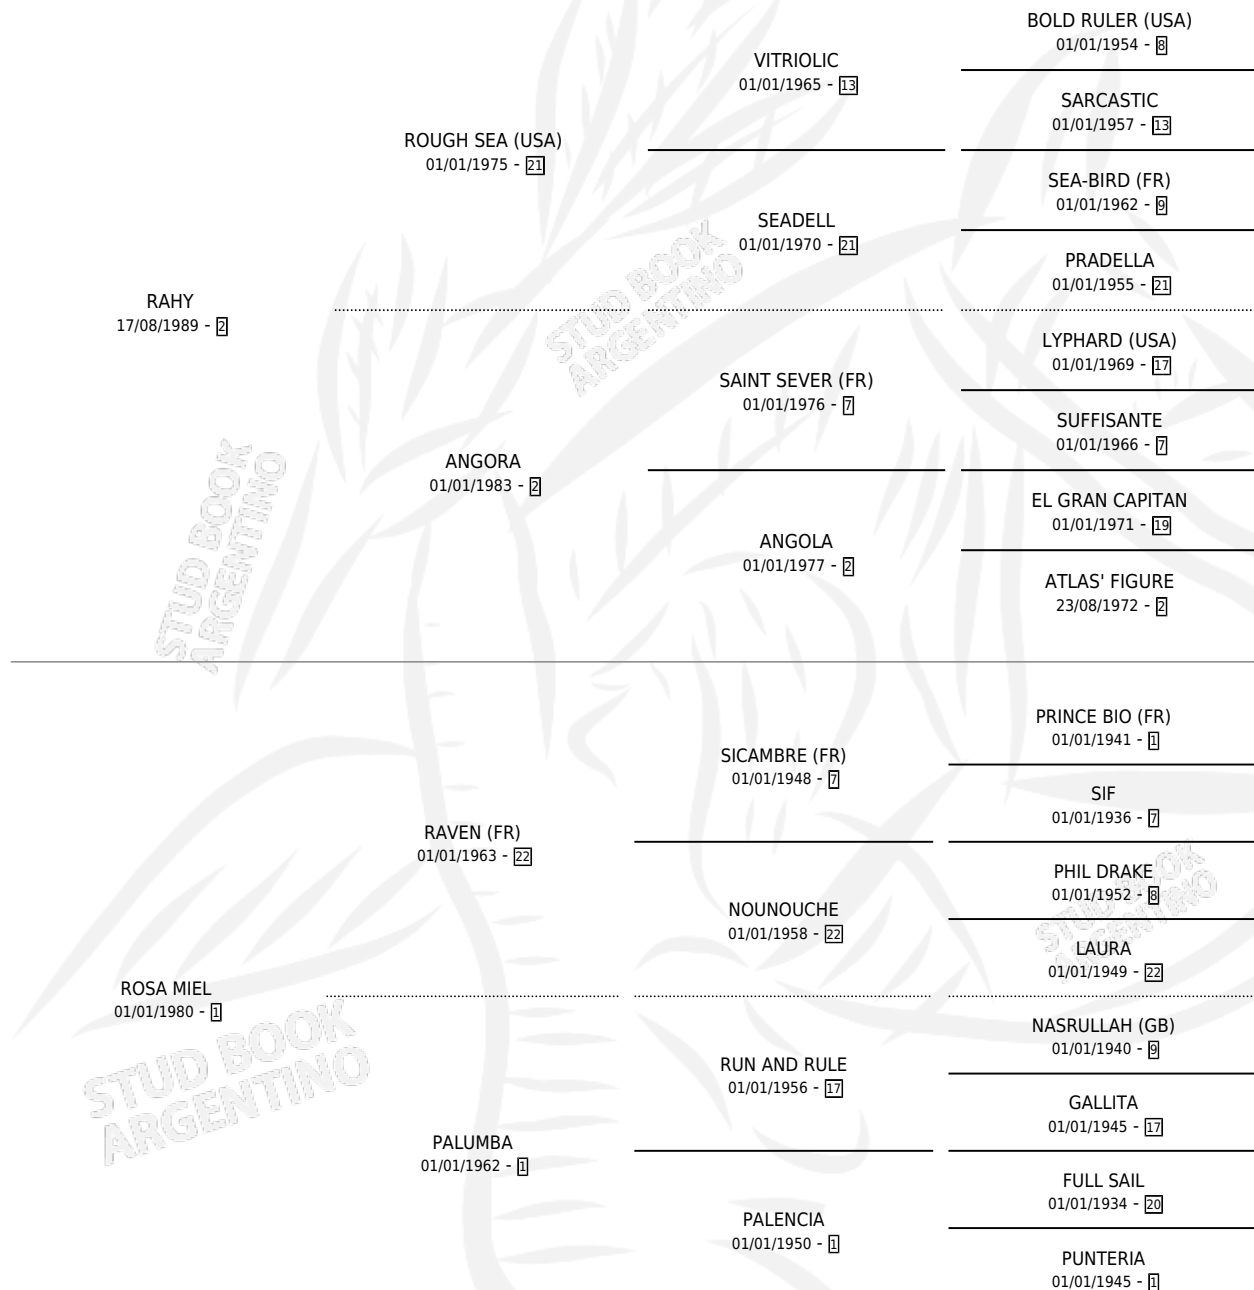 BOLD RULER (USA)
01/01/1954 - 8
VITRIOLIC
01/01/1965 - 13
SARCASTIC
01/01/1957 - 13
ROUGH SEA (USA)
01/01/1975 - 21
SEA-BIRD (FR)
01/01/1962 - 9
SEADELL
01/01/1970 - 21
PRADELLA
01/01/1955 - 21
RAHY
17/08/1989 - 2
STUD BOOK
ARGENTINO
LYPHARD (USA)
01/01/1969 - 17
SAINT SEVER (FR)
01/01/1976 - 7
SUFFISANTE
01/01/1966 - 7
ANGORA
01/01/1983 - 2
EL GRAN CAPITAN
01/01/1971 - 19
ANGOLA
01/01/1977 - 2
ATLAS' FIGURE
23/08/1972 - 2
STUD BOOK
ARGENTINO
PRINCE BIO (FR)
01/01/1941 - 1
SICAMBRE (FR)
01/01/1948 - 7
SIF
01/01/1936 - 7
RAVEN (FR)
01/01/1963 - 22
PHIL DRAKE
01/01/1952 - 8
NOUNOUCHE
01/01/1958 - 22
LAURA
01/01/1949 - 22
STUD BOOK
ARGENTINO
ROSA MIEL
01/01/1980 - 1
NASRULLAH (GB)
01/01/1940 - 9
RUN AND RULE
01/01/1956 - 17
GALLITA
01/01/1945 - 17
STUD BOOK
ARGENTINO
PALUMBA
01/01/1962 - 1
FULL SAIL
01/01/1934 - 20
PALENCIA
01/01/1950 - 1
PUNTERIA
01/01/1945 - 1